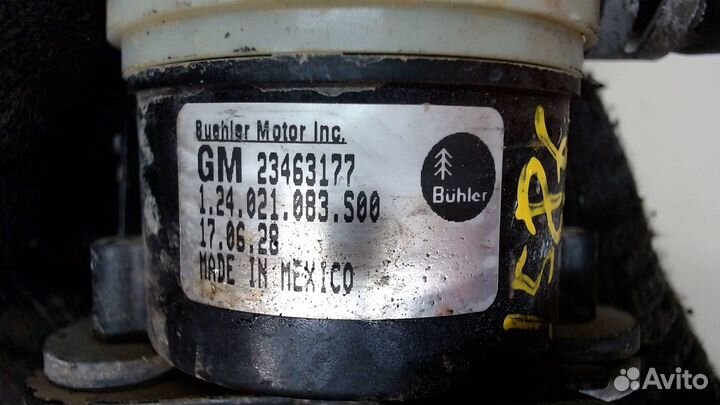 Buehler Motor Inc.
GM 23463177
1.24.021.083.S00
17.06.28
MADE IN MEXICO
Bühler
Avito